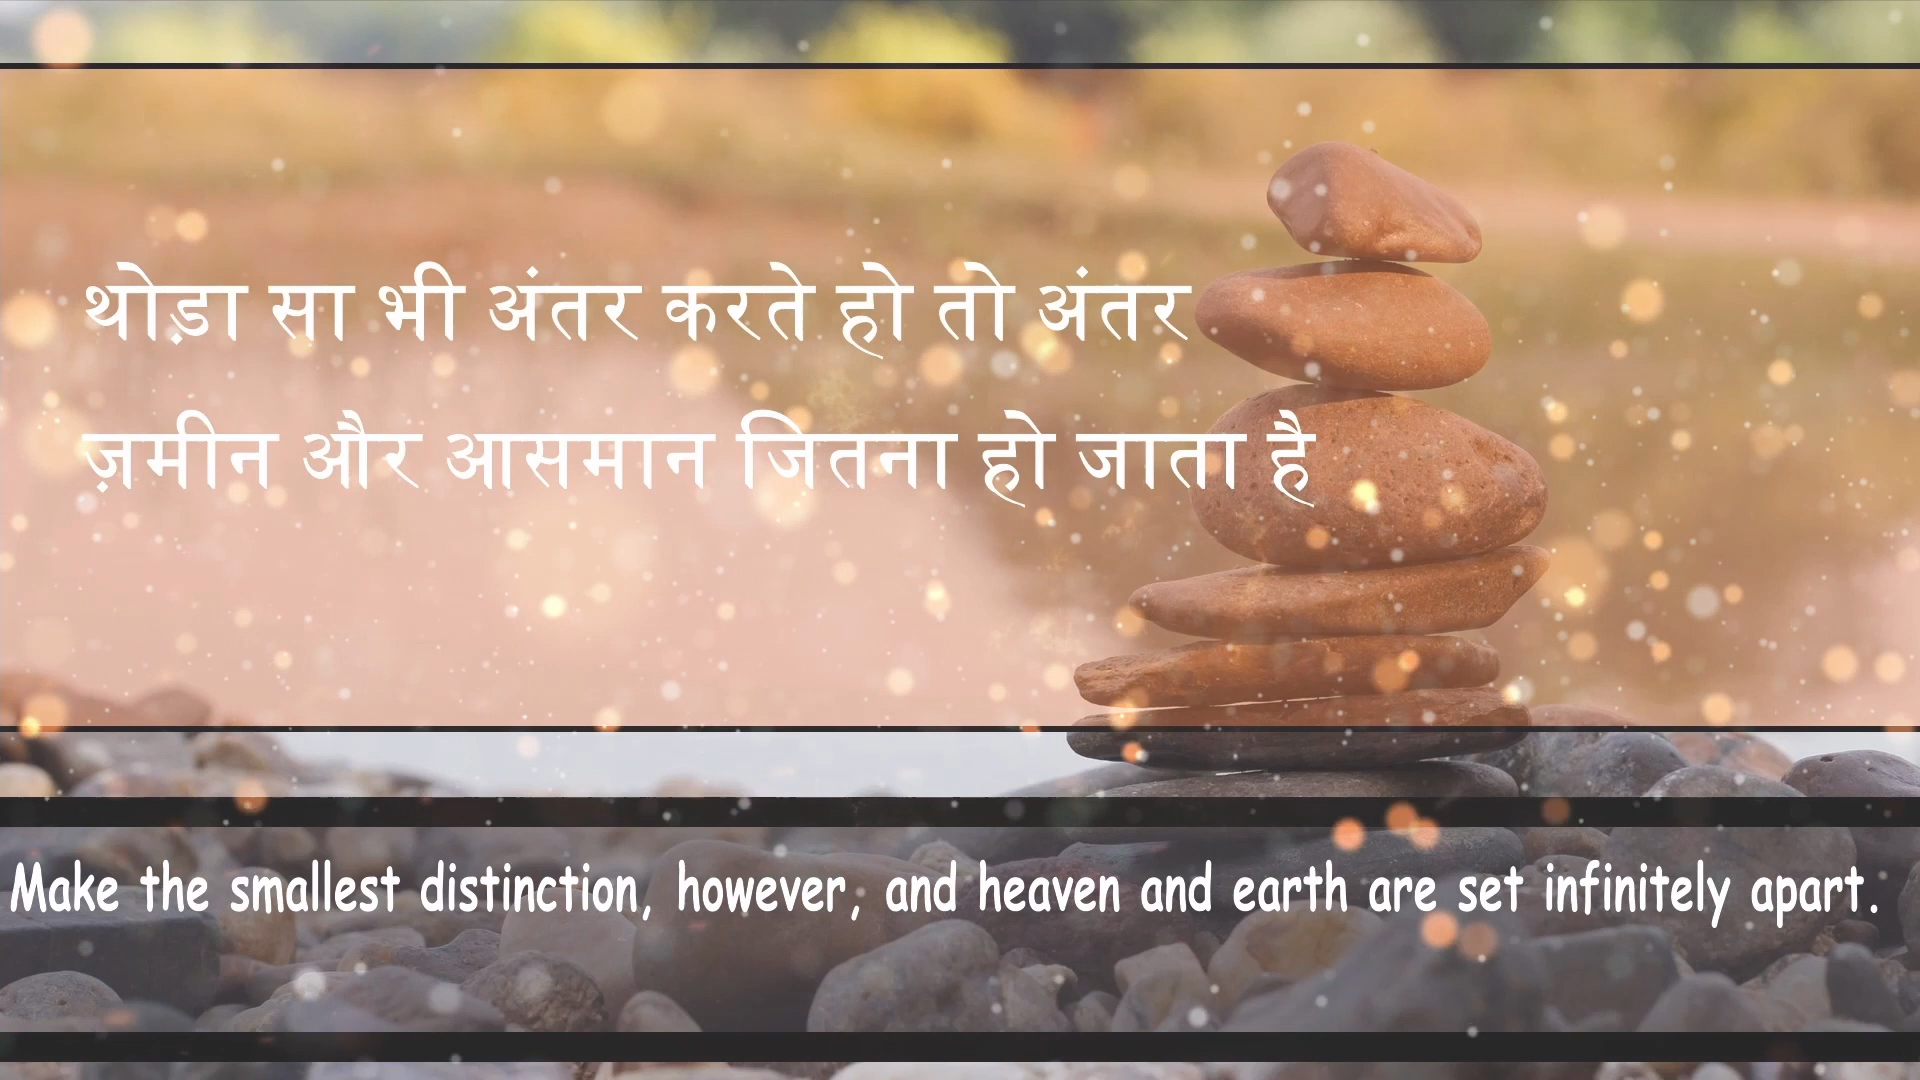 थोड़ा सा भी अंतर करते हो तो अंतर
ज़मीन और आसमान जितना हो जाता है
Make the smallest distinction, however, and heaven and earth are set infinitely apart.